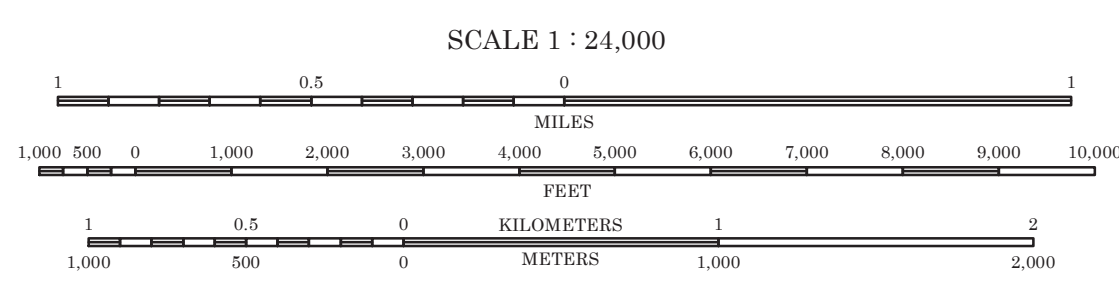 SCALE 1 : 24,000
1 0.5 0 1
MILES
1,000 500 0 1,000 2,000 3,000 4,000 5,000 6,000 7,000 8,000 9,000 10,000
FEET
1 0.5 0 KILOMETERS 1 2
1,000 500 0 METERS 1,000 2,000